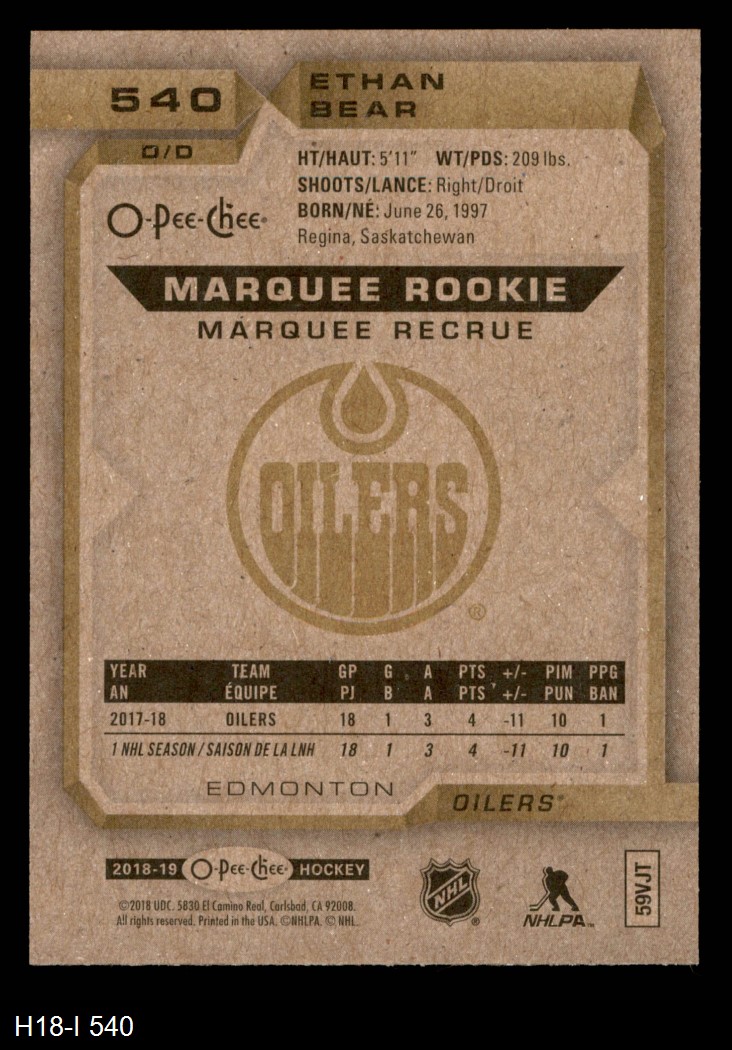 540
ETHAN
BEAR
D/D
HT/HAUT: 5'11" WT/PDS: 209 lbs.
SHOOTS/LANCE: Right/Droit
BORN/NÉ: June 26, 1997
Regina, Saskatchewan
O-Pee-Chee®
MARQUEE ROOKIE
MARQUEE RECRUE
OILERS
®
YEAR TEAM GP G A PTS +/- PIM PPG
AN ÉQUIPE PJ B A PTS +/- PUN BAN
2017-18 OILERS 18 1 3 4 -11 10 1
1 NHL SEASON / SAISON DE LA LNH 18 1 3 4 -11 10 1
EDMONTON
OILERS®
2018-19 O-Pee-Chee® HOCKEY
©2018 UDC. 5830 El Camino Real, Carlsbad, CA 92008.
All rights reserved. Printed in the USA. ©NHLPA. © NHL.
NHL ®
NHLPA™
59VJT
H18-I 540